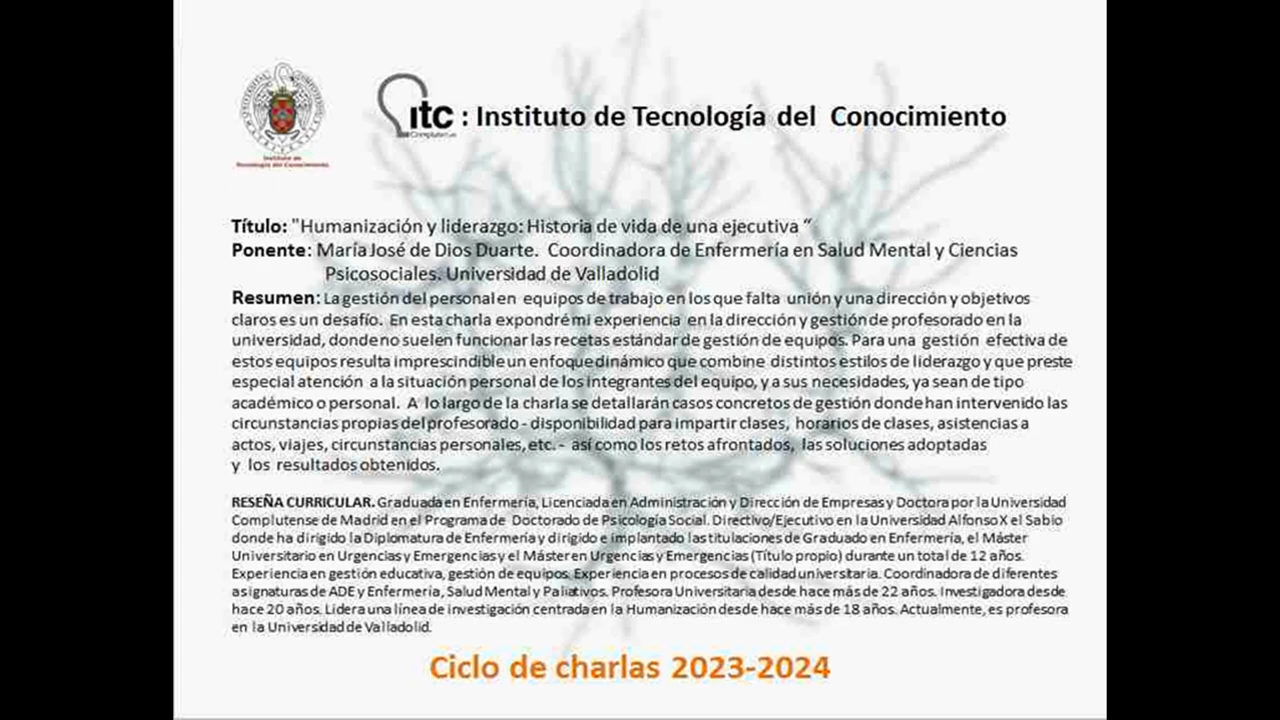 itc : Instituto de Tecnología del Conocimiento
Complutense
Instituto de
Tecnología del Conocimiento
Título: "Humanización y liderazgo: Historia de vida de una ejecutiva “
Ponente: María José de Dios Duarte. Coordinadora de Enfermería en Salud Mental y Ciencias
Psicosociales. Universidad de Valladolid
Resumen: La gestión del personal en equipos de trabajo en los que falta unión y una dirección y objetivos
claros es un desafío. En esta charla expondré mi experiencia en la dirección y gestión de profesorado en la
universidad, donde no suelen funcionar las recetas estándar de gestión de equipos. Para una gestión efectiva de
estos equipos resulta imprescindible un enfoque dinámico que combine distintos estilos de liderazgo y que preste
especial atención a la situación personal de los integrantes del equipo, y a sus necesidades, ya sean de tipo
académico o personal. A lo largo de la charla se detallarán casos concretos de gestión donde han intervenido las
circunstancias propias del profesorado - disponibilidad para impartir clases, horarios de clases, asistencias a
actos, viajes, circunstancias personales, etc. - así como los retos afrontados, las soluciones adoptadas
y los resultados obtenidos.
RESEÑA CURRICULAR. Graduada en Enfermería, Licenciada en Administración y Dirección de Empresas y Doctora por la Universidad
Complutense de Madrid en el Programa de Doctorado de Psicología Social. Directivo/Ejecutivo en la Universidad Alfonso X el Sabio
donde ha dirigido la Diplomatura de Enfermería y dirigido e implantado las titulaciones de Graduado en Enfermería, el Máster
Universitario en Urgencias y Emergencias y el Máster en Urgencias y Emergencias (Título propio) durante un total de 12 años.
Experiencia en gestión educativa, gestión de equipos. Experiencia en procesos de calidad universitaria. Coordinadora de diferentes
asignaturas de ADE y Enfermería, Salud Mental y Paliativos. Profesora Universitaria desde hace más de 22 años. Investigadora desde
hace 20 años. Lidera una línea de investigación centrada en la Humanización desde hace más de 18 años. Actualmente, es profesora
en la Universidad de Valladolid.
Ciclo de charlas 2023-2024